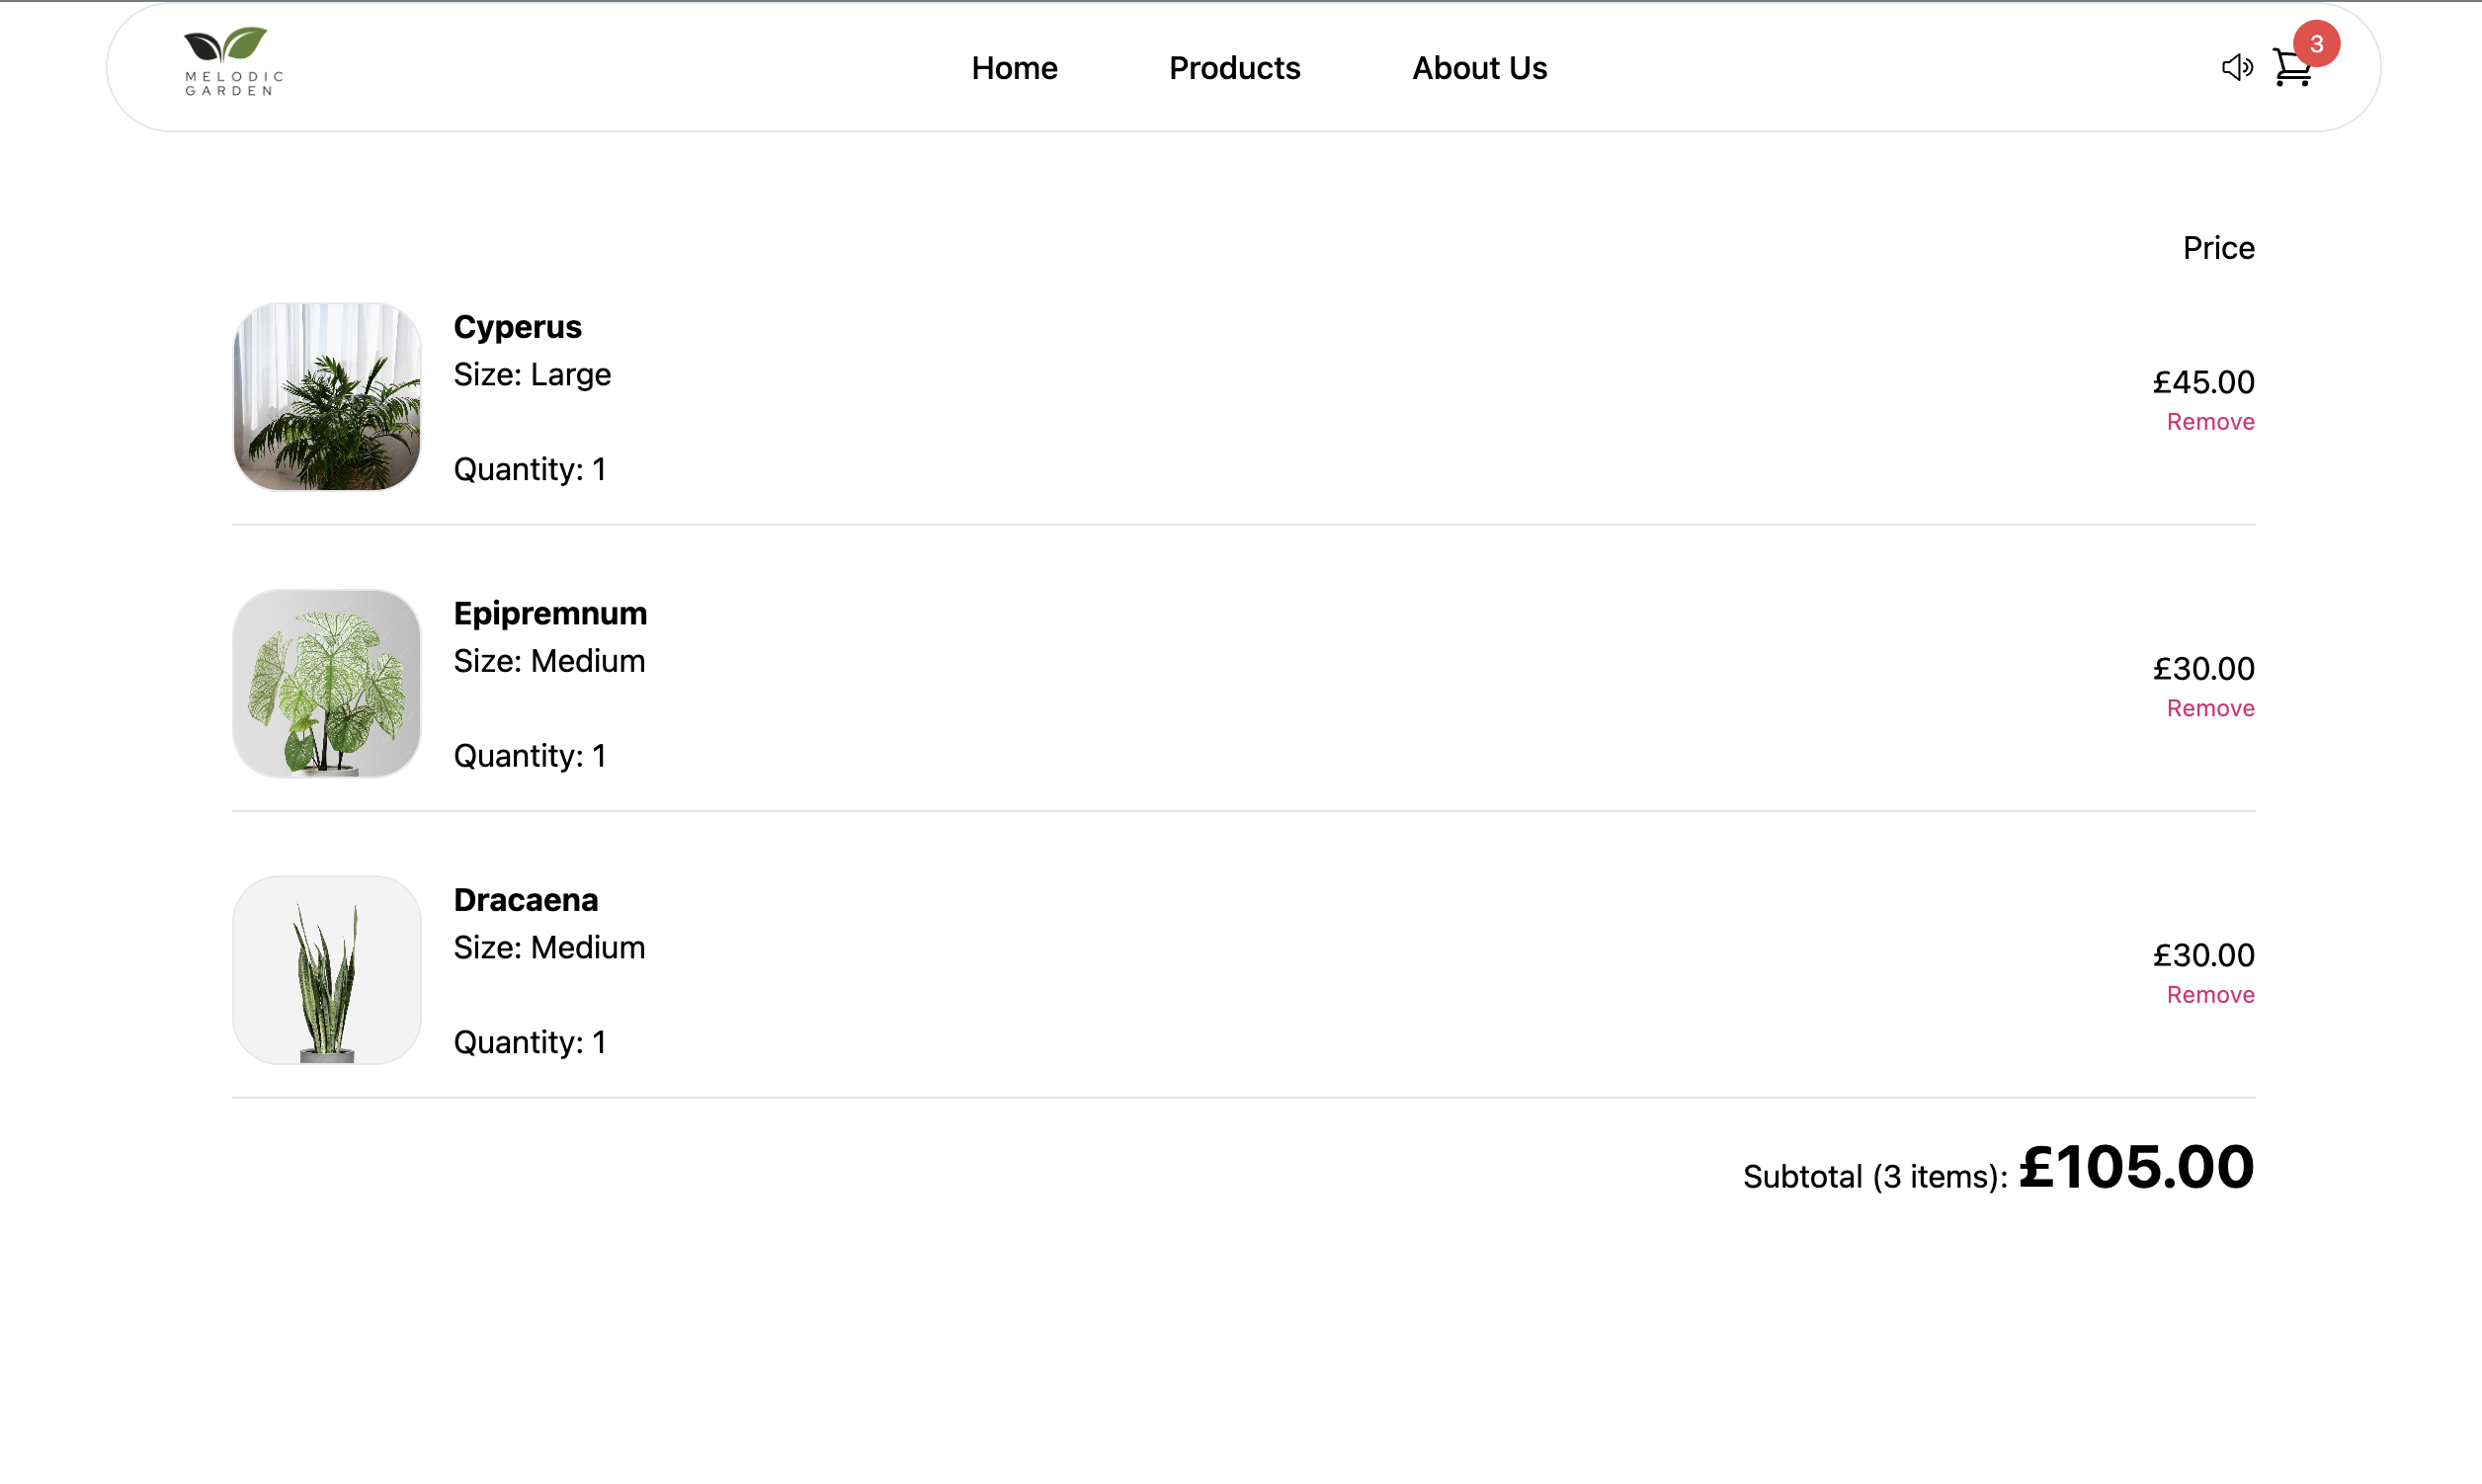 MELODIC
GARDEN
Home
Products
About Us
3
Price
Cyperus
Size: Large
£45.00
Remove
Quantity: 1
Epipremnum
Size: Medium
£30.00
Remove
Quantity: 1
Dracaena
Size: Medium
£30.00
Remove
Quantity: 1
Subtotal (3 items): £105.00